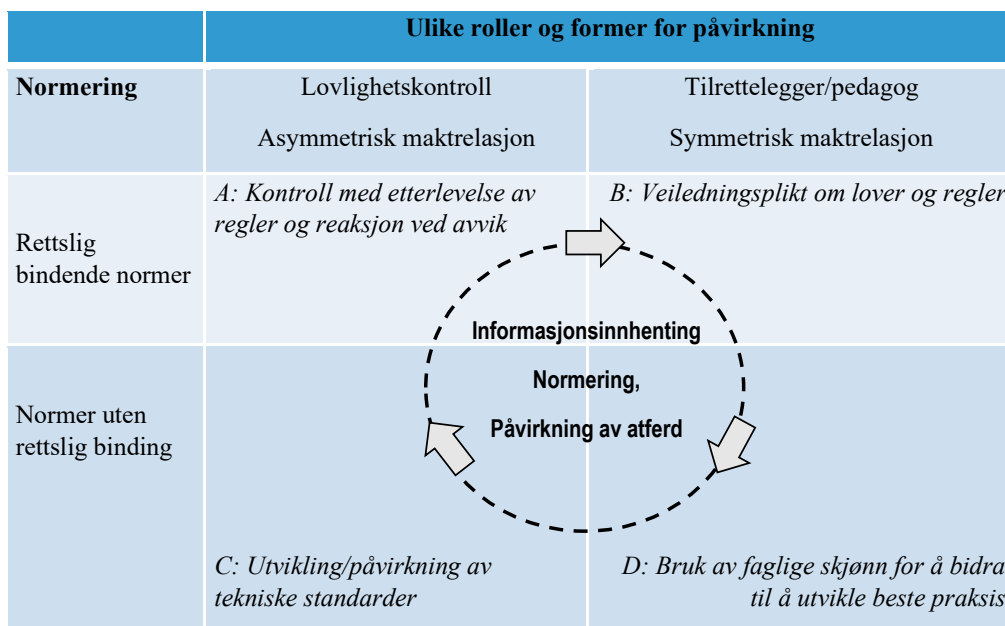 Ulike roller og former for påvirkning
Normering
Lovlighetskontroll
Asymmetrisk maktrelasjon
Tilrettelegger/pedagog
Symmetrisk maktrelasjon
Rettslig
bindende normer
A: Kontroll med etterlevelse av
regler og reaksjon ved avvik
B: Veiledningsplikt om lover og regler
Informasjonsinnhenting
Normering,
Påvirkning av atferd
Normer uten
rettslig binding
C: Utvikling/påvirkning av
tekniske standarder
D: Bruk av faglige skjønn for å bidra
til å utvikle beste praksis